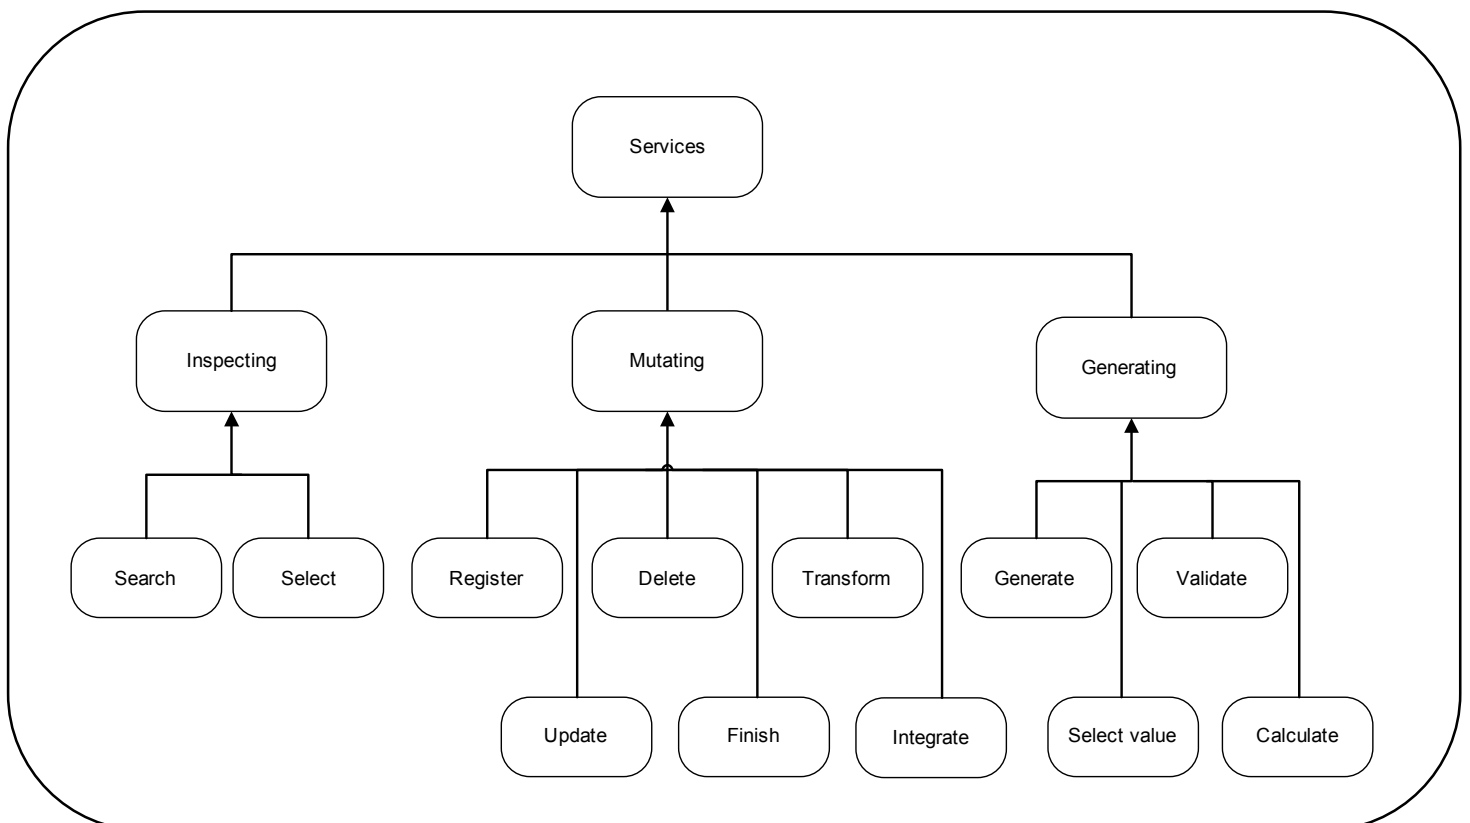 Services
Inspecting
Mutating
Generating
Search
Select
Register
Delete
Transform
Generate
Validate
Update
Finish
Integrate
Select value
Calculate